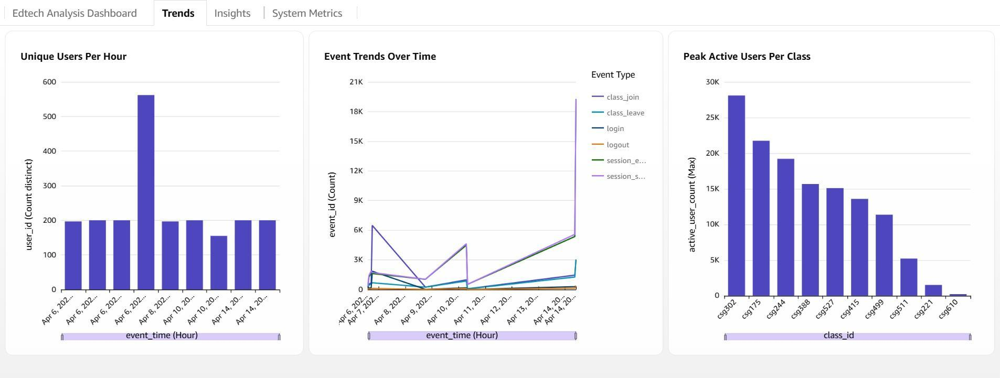 Edtech Analysis Dashboard
Trends
Insights
System Metrics
Unique Users Per Hour
600
500
400
300
200
100
0
user_id (Count distinct)
Apr 6, 202...
Apr 6, 202...
Apr 6, 202...
Apr 6, 202...
Apr 8, 202...
Apr 10, 20...
Apr 10, 20...
Apr 14, 20...
Apr 14, 20...
event_time (Hour)
Event Trends Over Time
21K
18K
15K
12K
9K
6K
3K
0
event_id (Count)
Apr 6, 202...
Apr 7, 202...
Apr 8, 202...
Apr 9, 202...
Apr 10, 20...
Apr 11, 20...
Apr 12, 20...
Apr 13, 20...
Apr 14, 20...
Apr 14, 20...
event_time (Hour)
Event Type
class_join
class_leave
login
logout
session_e...
session_s...
Peak Active Users Per Class
30K
25K
20K
15K
10K
5K
0
active_user_count (Max)
csg302
csg175
csg244
csg388
csg527
csg415
csg499
csg511
csg221
csg610
class_id